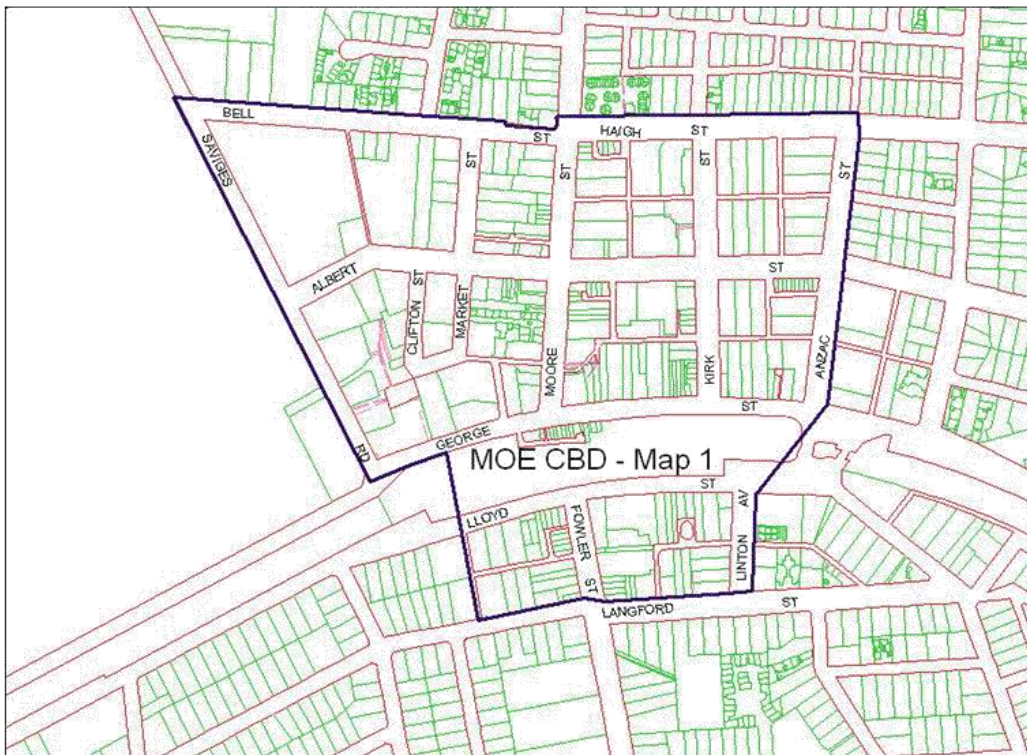 BELL ST
HAIGH ST
SAVIGES RD
ST
ST
ST
ST
ALBERT ST
CLIFTON ST
MARKET
MOORE
KIRK
ANZAC
GEORGE ST
MOE CBD - Map 1
LLOYD ST
FOWLER ST
LINTON AV
LANGFORD ST